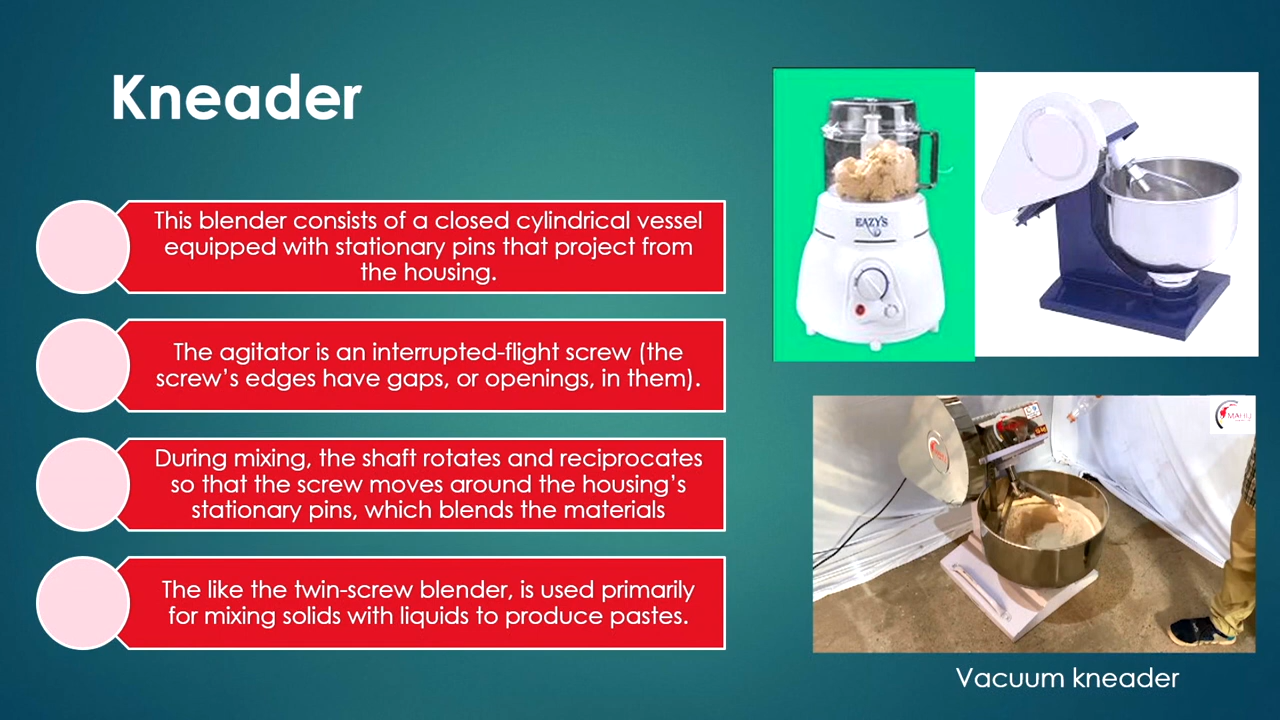 Kneader
This blender consists of a closed cylindrical vessel
equipped with stationary pins that project from
the housing.
The agitator is an interrupted-flight screw (the
screw's edges have gaps, or openings, in them).
During mixing, the shaft rotates and reciprocates
so that the screw moves around the housing's
stationary pins, which blends the materials
The like the twin-screw blender, is used primarily
for mixing solids with liquids to produce pastes.
EAZY'S
Vacuum kneader